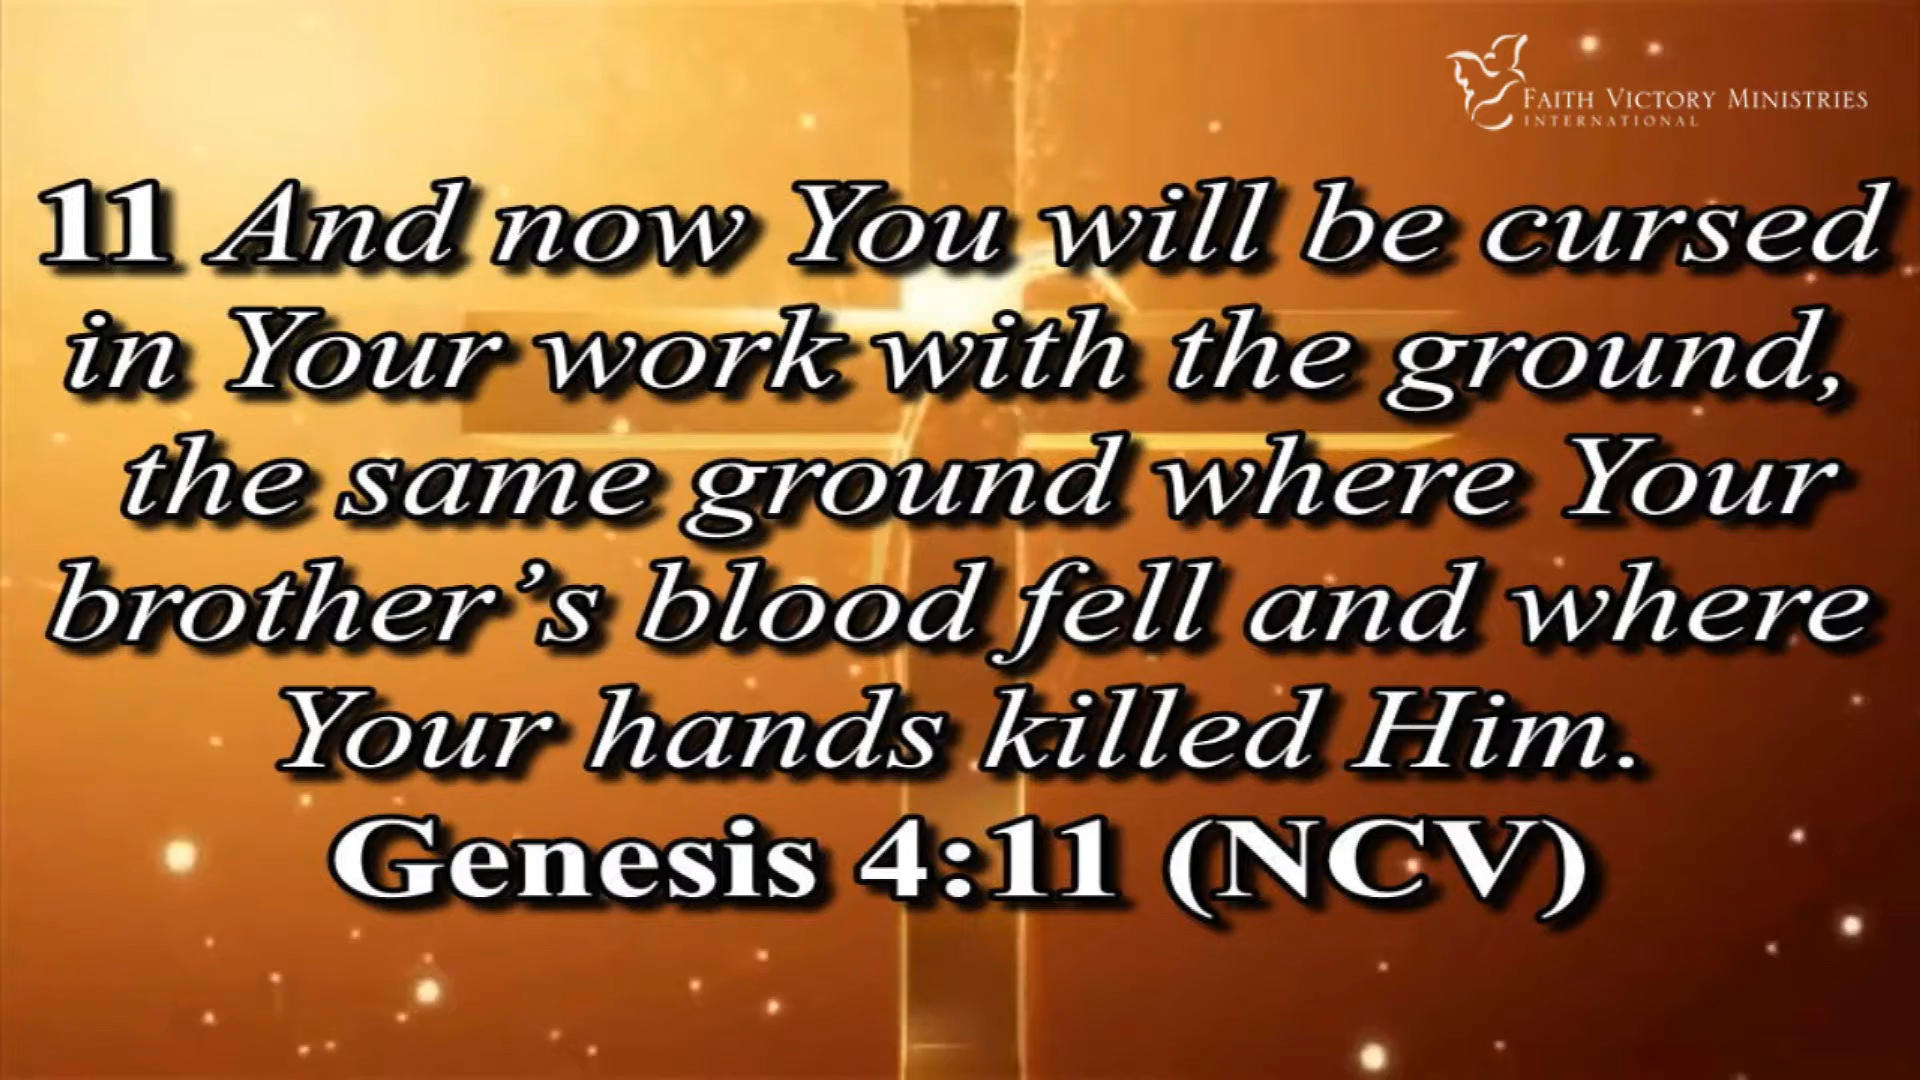 FAITH VICTORY MINISTRIES
INTERNATIONAL
11 And now You will be cursed
in Your work with the ground,
the same ground where Your
brother’s blood fell and where
Your hands killed Him.
Genesis 4:11 (NCV)